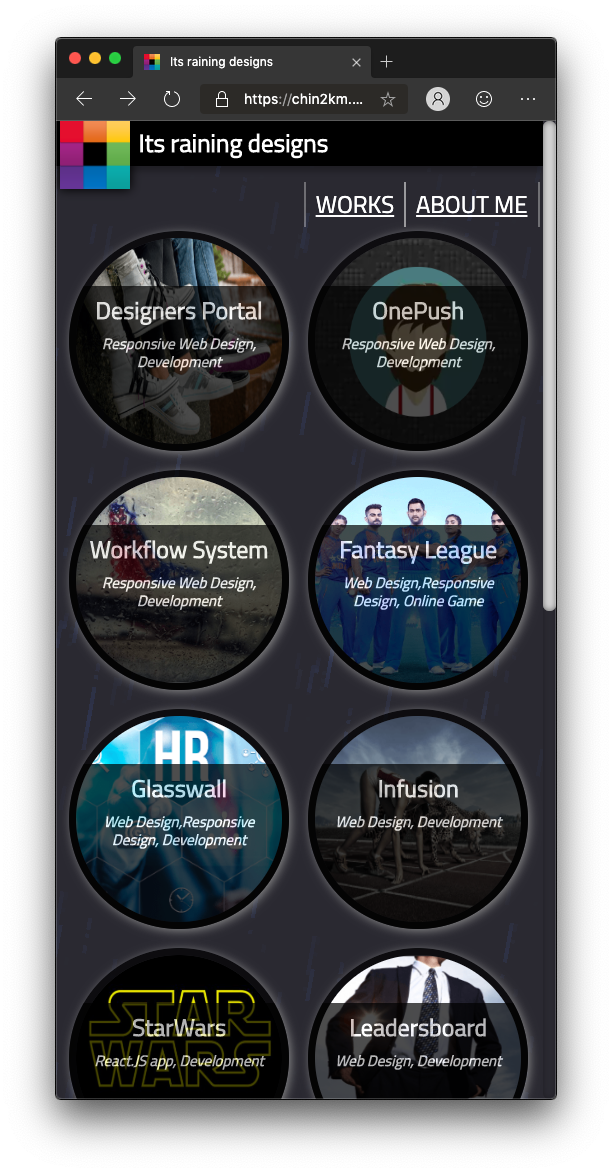 Its raining designs
https://chin2km....
Its raining designs
WORKS
ABOUT ME
Designers Portal
Responsive Web Design,
Development
OnePush
Responsive Web Design,
Development
Workflow System
Responsive Web Design,
Development
Fantasy League
Web Design,Responsive
Design, Online Game
HR
Glasswall
Web Design,Responsive
Design, Development
Infusion
Web Design, Development
STAR
WARS
StarWars
React.JS app, Development
Leadersboard
Web Design, Development